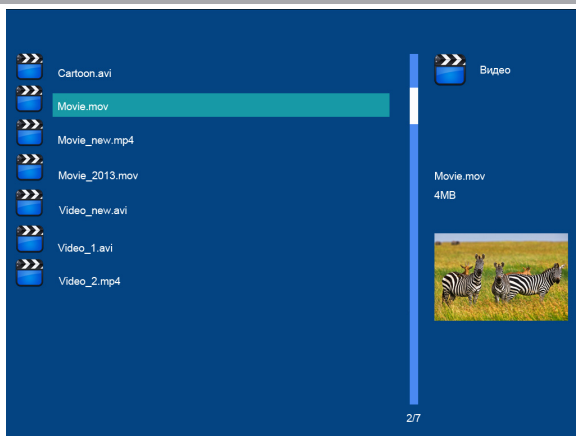 Cartoon.avi
Movie.mov
Movie_new.mp4
Movie_2013.mov
Video_new.avi
Video_1.avi
Video_2.mp4
Видео
Movie.mov
4MB
2/7